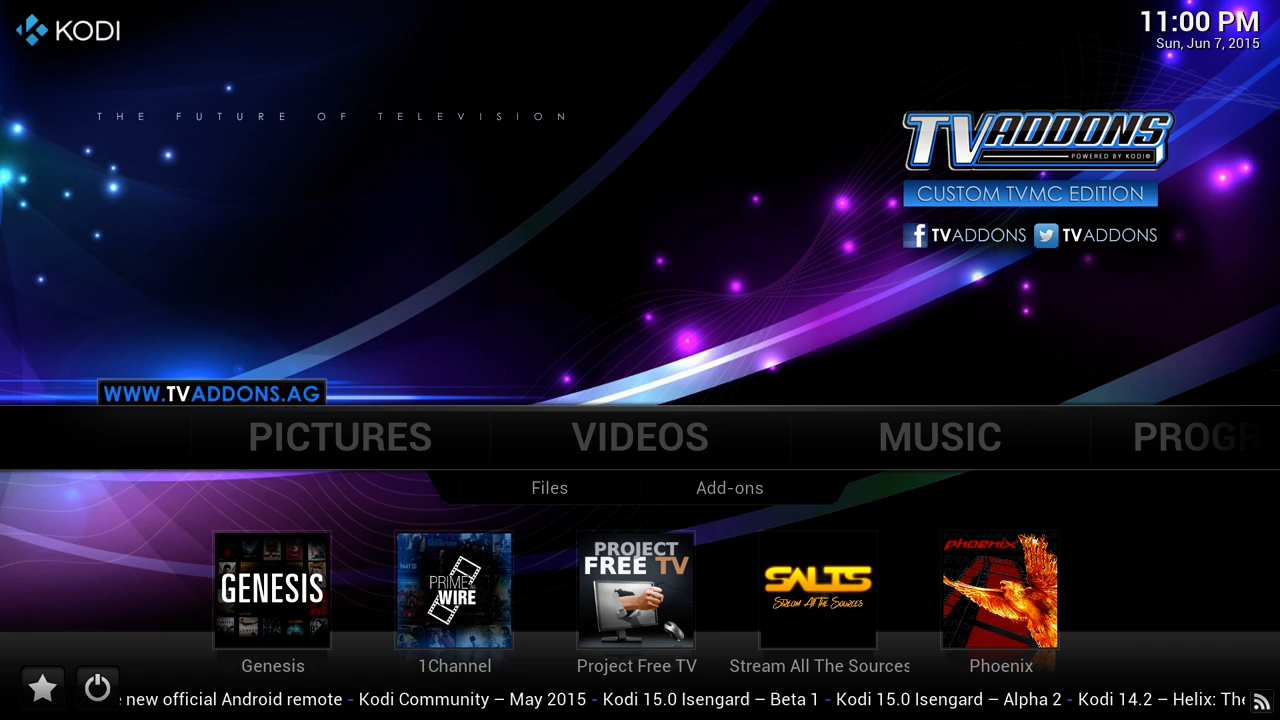 KODI
11:00 PM
Sun, Jun 7, 2015
THE FUTURE OF TELEVISION
TVADDONS
POWERED BY KODI®
CUSTOM TVMC EDITION
f TVADDONS TVADDONS
WWW.TVADDONS.AG
PICTURES VIDEOS MUSIC PROGR
Files Add-ons
GENESIS
PRIME WIRE
PROJECT FREE TV
SALTS
STREAM ALL THE SOURCES
phoenix
Genesis 1Channel Project Free TV Stream All The Sources Phoenix
e new official Android remote - Kodi Community – May 2015 - Kodi 15.0 Isengard – Beta 1 - Kodi 15.0 Isengard – Alpha 2 - Kodi 14.2 – Helix: The